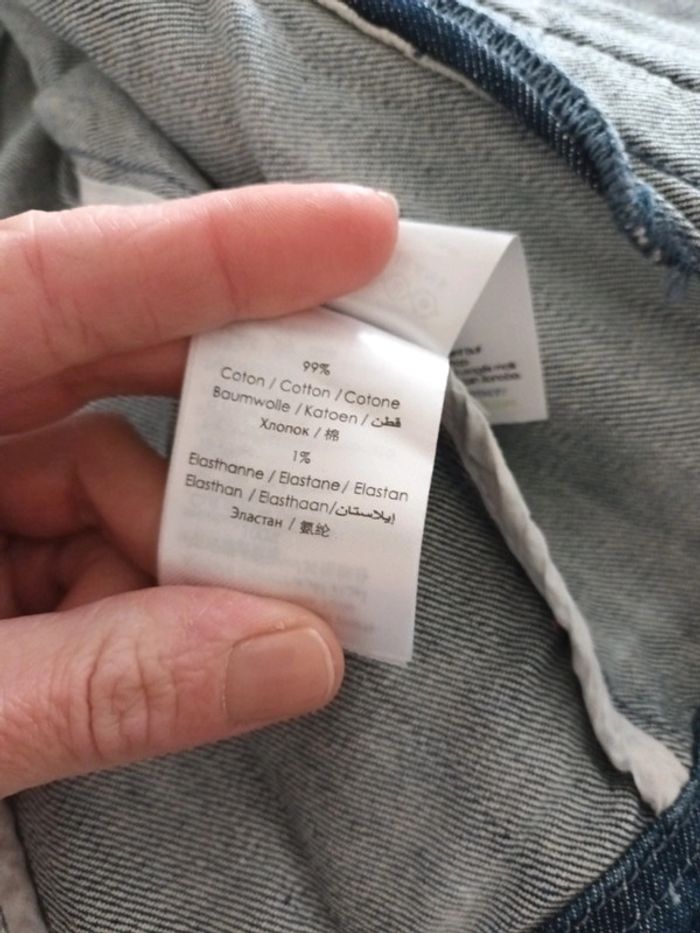 99%
Coton / Cotton / Cotone
Baumwolle / Katoen / قطن
Хлопок / 棉
1%
Elasthanne / Elastane / Elastan
Elasthan / Elasthaan/إيلاستان
Эластан / 氨纶